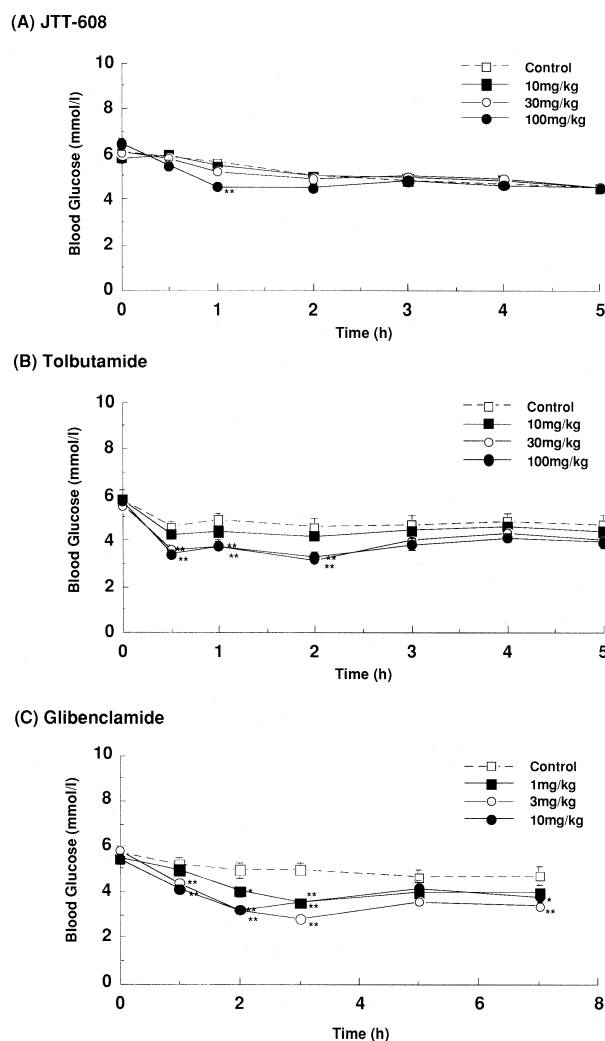 (A) JTT-608
Control
10mg/kg
30mg/kg
100mg/kg
Blood Glucose (mmol/l)
10
8
6
4
2
0
**
0 1 2 3 4 5
Time (h)
(B) Tolbutamide
Control
10mg/kg
30mg/kg
100mg/kg
Blood Glucose (mmol/l)
10
8
6
4
2
0
** ** **
** ** **
0 1 2 3 4 5
Time (h)
(C) Glibenclamide
Control
1mg/kg
3mg/kg
10mg/kg
Blood Glucose (mmol/l)
10
8
6
4
2
0
** * ** *
** ** ** **
** **
0 2 4 6 8
Time (h)